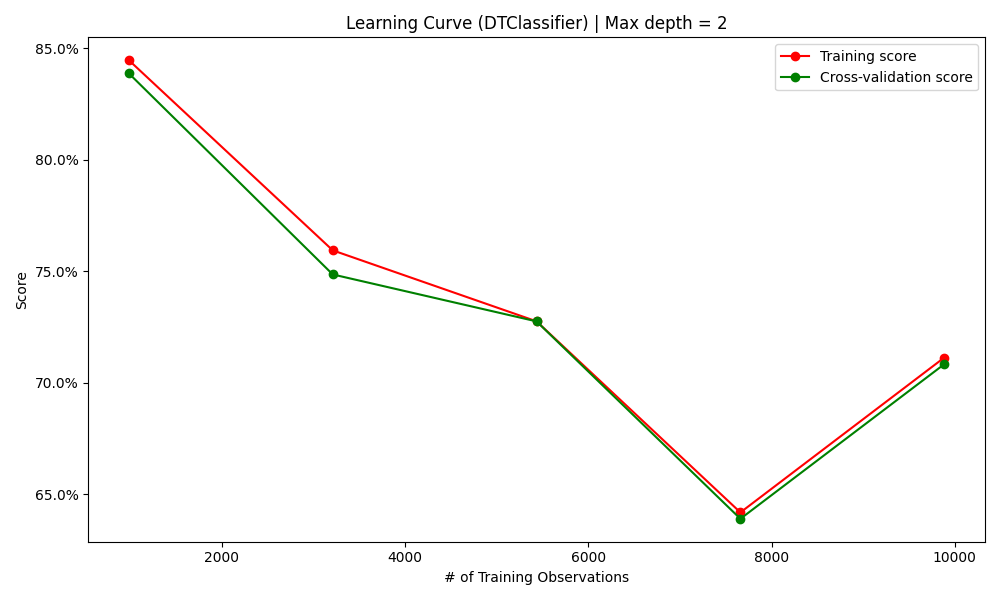 Learning Curve (DTClassifier) | Max depth = 2
Training score
Cross-validation score
85.0%
80.0%
75.0%
70.0%
65.0%
Score
2000 4000 6000 8000 10000
# of Training Observations